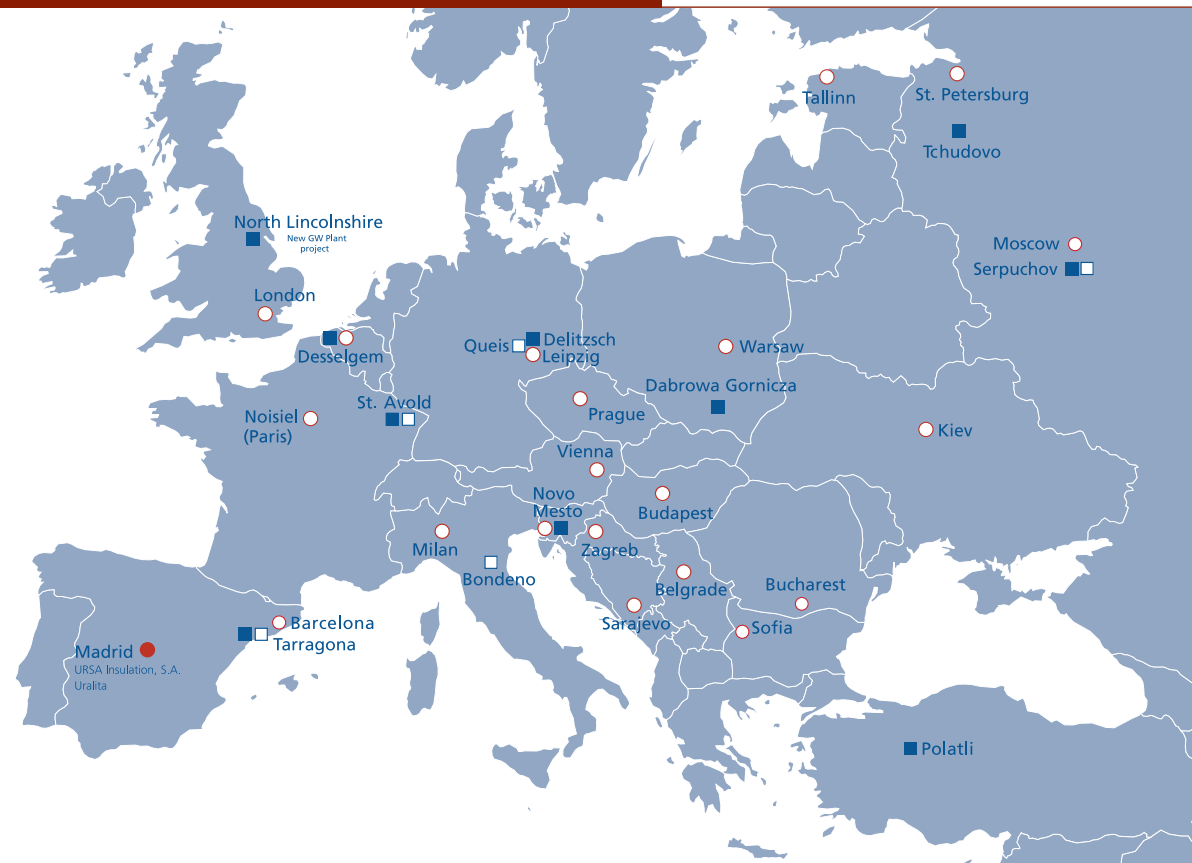 Tallinn
St. Petersburg
Tchudovo
North Lincolnshire
New GW Plant
project
Moscow
Serpuchov
London
Desselgem
Queis
Delitzsch
Leipzig
Warsaw
Dabrowa Gornicza
St. Avold
Prague
Noisiel
(Paris)
Kiev
Vienna
Novo
Mesto
Budapest
Milan
Zagreb
Bondeno
Belgrade
Bucharest
Sarajevo
Sofia
Barcelona
Tarragona
Madrid
URSA Insulation, S.A.
Uralita
Polatli